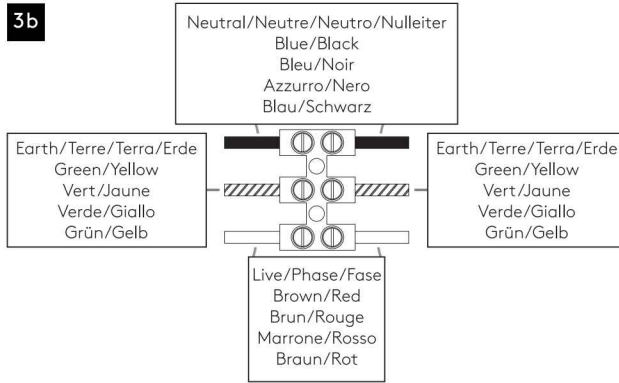 3b
Neutral/Neutre/Neutro/Nulleiter
Blue/Black
Bleu/Noir
Azzurro/Nero
Blau/Schwarz
Earth/Terre/Terra/Erde
Green/Yellow
Vert/Jaune
Verde/Giallo
Grün/Gelb
Earth/Terre/Terra/Erde
Green/Yellow
Vert/Jaune
Verde/Giallo
Grün/Gelb
Live/Phase/Fase
Brown/Red
Brun/Rouge
Marrone/Rosso
Braun/Rot